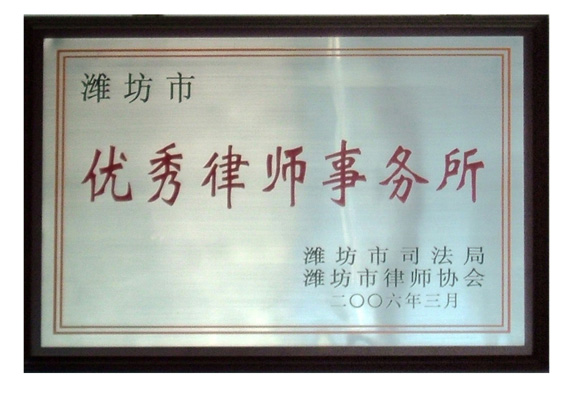 潍坊市
优秀律师事务所
潍坊市司法局
潍坊市律师协会
二〇〇六年三月